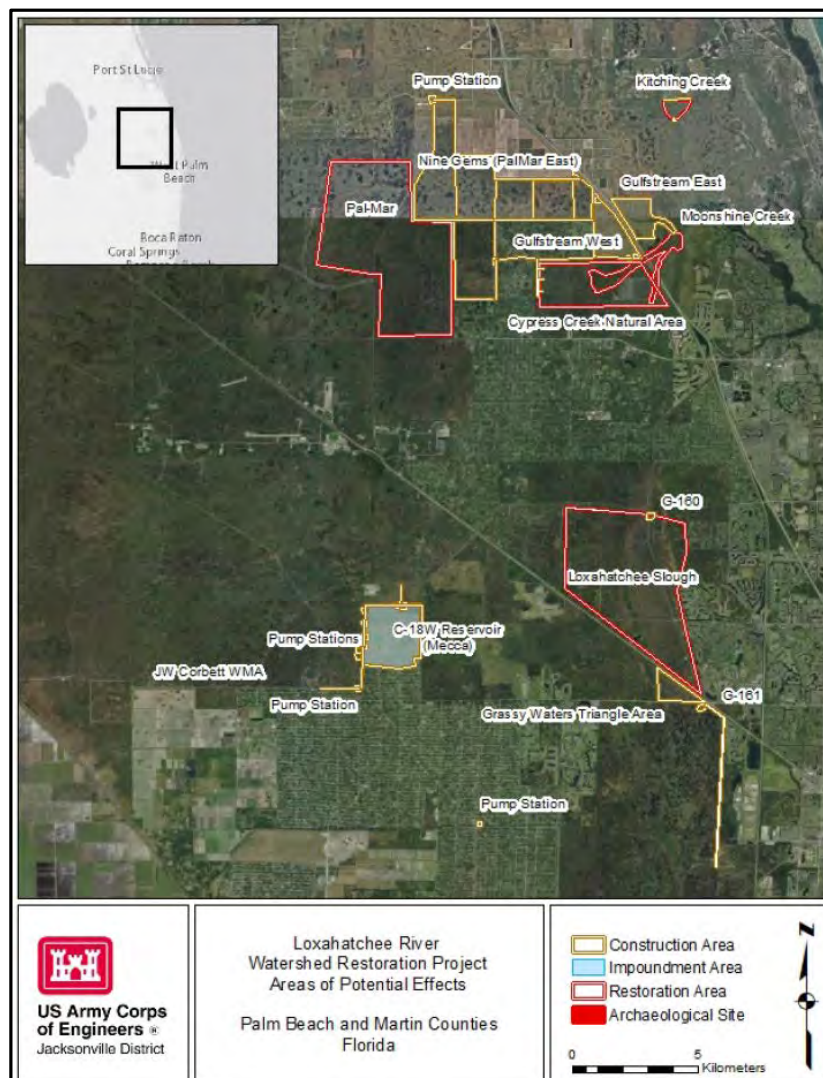 Port St Lucie
West Palm
Beach
Boca Raton
Coral Springs
Pump Station
Kitching Creek
Nine Gems (PalMar East)
Gulfstream East
Pal-Mar
Moonshine Creek
Gulfstream West
Cypress Creek Natural Area
G-160
Loxahatchee Slough
C-18W Reservoir
(Mecca)
Pump Stations
JW Corbett WMA
Pump Station
G-161
Grassy Waters Triangle Area
Pump Station
US Army Corps
of Engineers ®
Jacksonville District
Loxahatchee River
Watershed Restoration Project
Areas of Potential Effects
Palm Beach and Martin Counties
Florida
Construction Area
Impoundment Area
Restoration Area
Archaeological Site
N
0 5
Kilometers